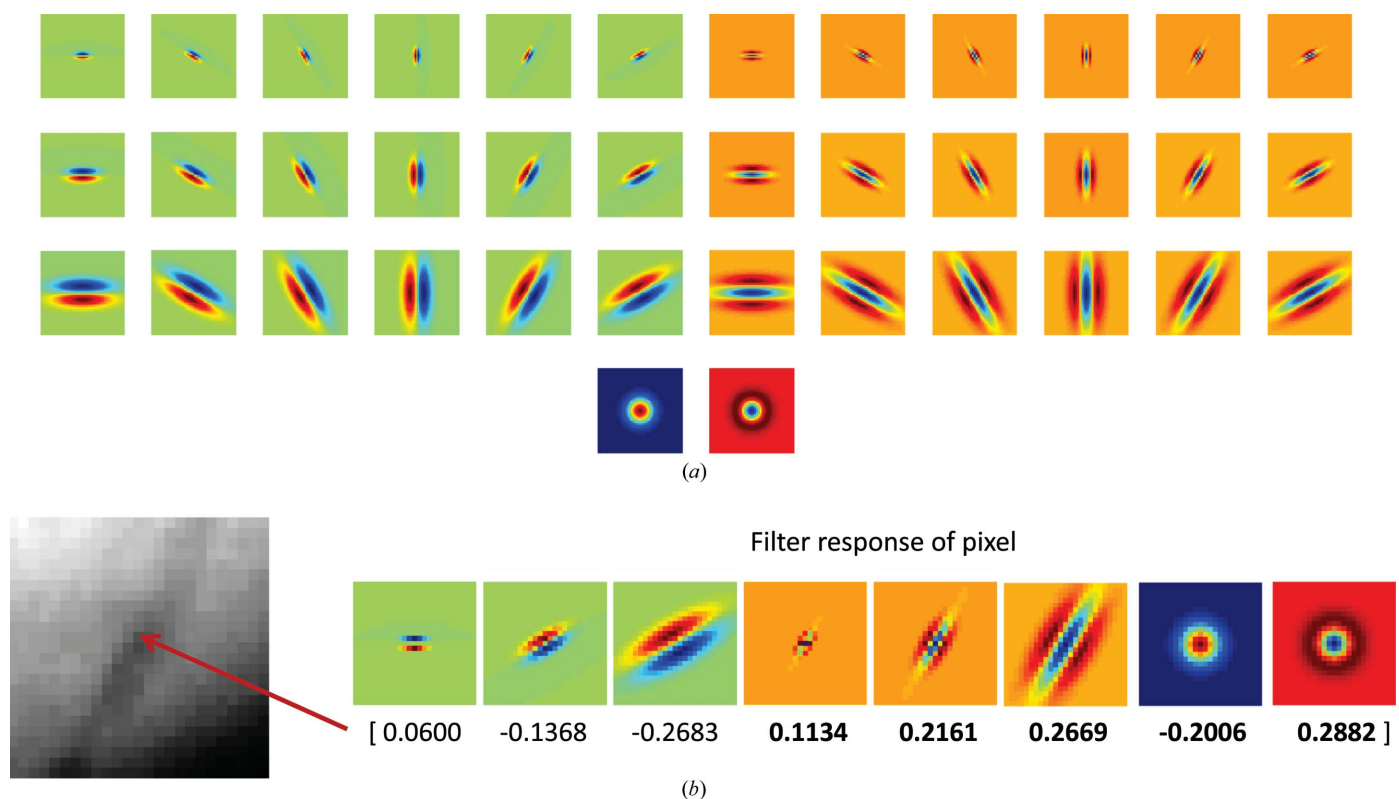 (a)
Filter response of pixel
[ 0.0600 -0.1368 -0.2683 0.1134 0.2161 0.2669 -0.2006 0.2882 ]
(b)